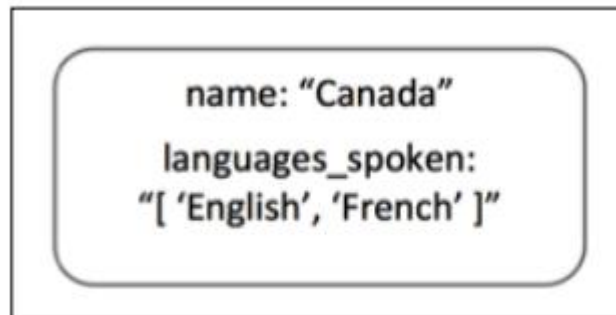 name: “Canada”
languages_spoken:
“[ ‘English’, ‘French’ ]”